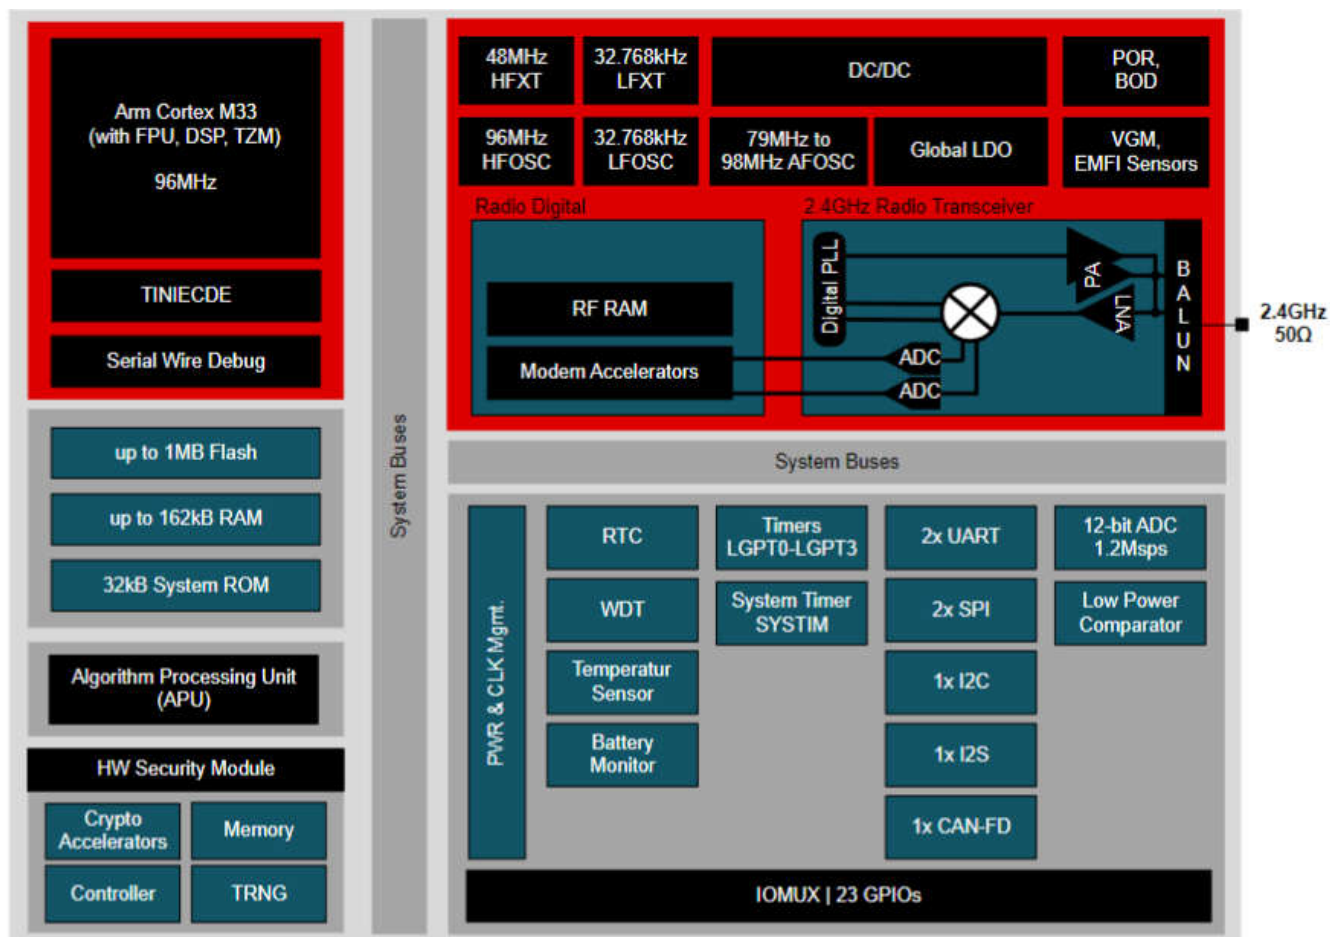 Arm Cortex M33
(with FPU, DSP, TZM)
96MHz
TINIECDE
Serial Wire Debug
up to 1MB Flash
up to 162kB RAM
32kB System ROM
Algorithm Processing Unit
(APU)
HW Security Module
Crypto
Accelerators
Memory
Controller
TRNG
System Buses
48MHz
HFXT
32.768kHz
LFXT
DC/DC
POR,
BOD
96MHz
HFOSC
32.768kHz
LFOSC
79MHz to
98MHz AFOSC
Global LDO
VGM,
EMFI Sensors
Radio Digital
RF RAM
Modem Accelerators
2.4GHz Radio Transceiver
Digital PLL
ADC
ADC
PA
LNA
BALUN
2.4GHz
50Ω
System Buses
PWR & CLK Mgmt.
RTC
WDT
Temperatur
Sensor
Battery
Monitor
Timers
LGPT0-LGPT3
System Timer
SYSTIM
2x UART
2x SPI
1x I2C
1x I2S
1x CAN-FD
12-bit ADC
1.2Msps
Low Power
Comparator
IOMUX | 23 GPIOs